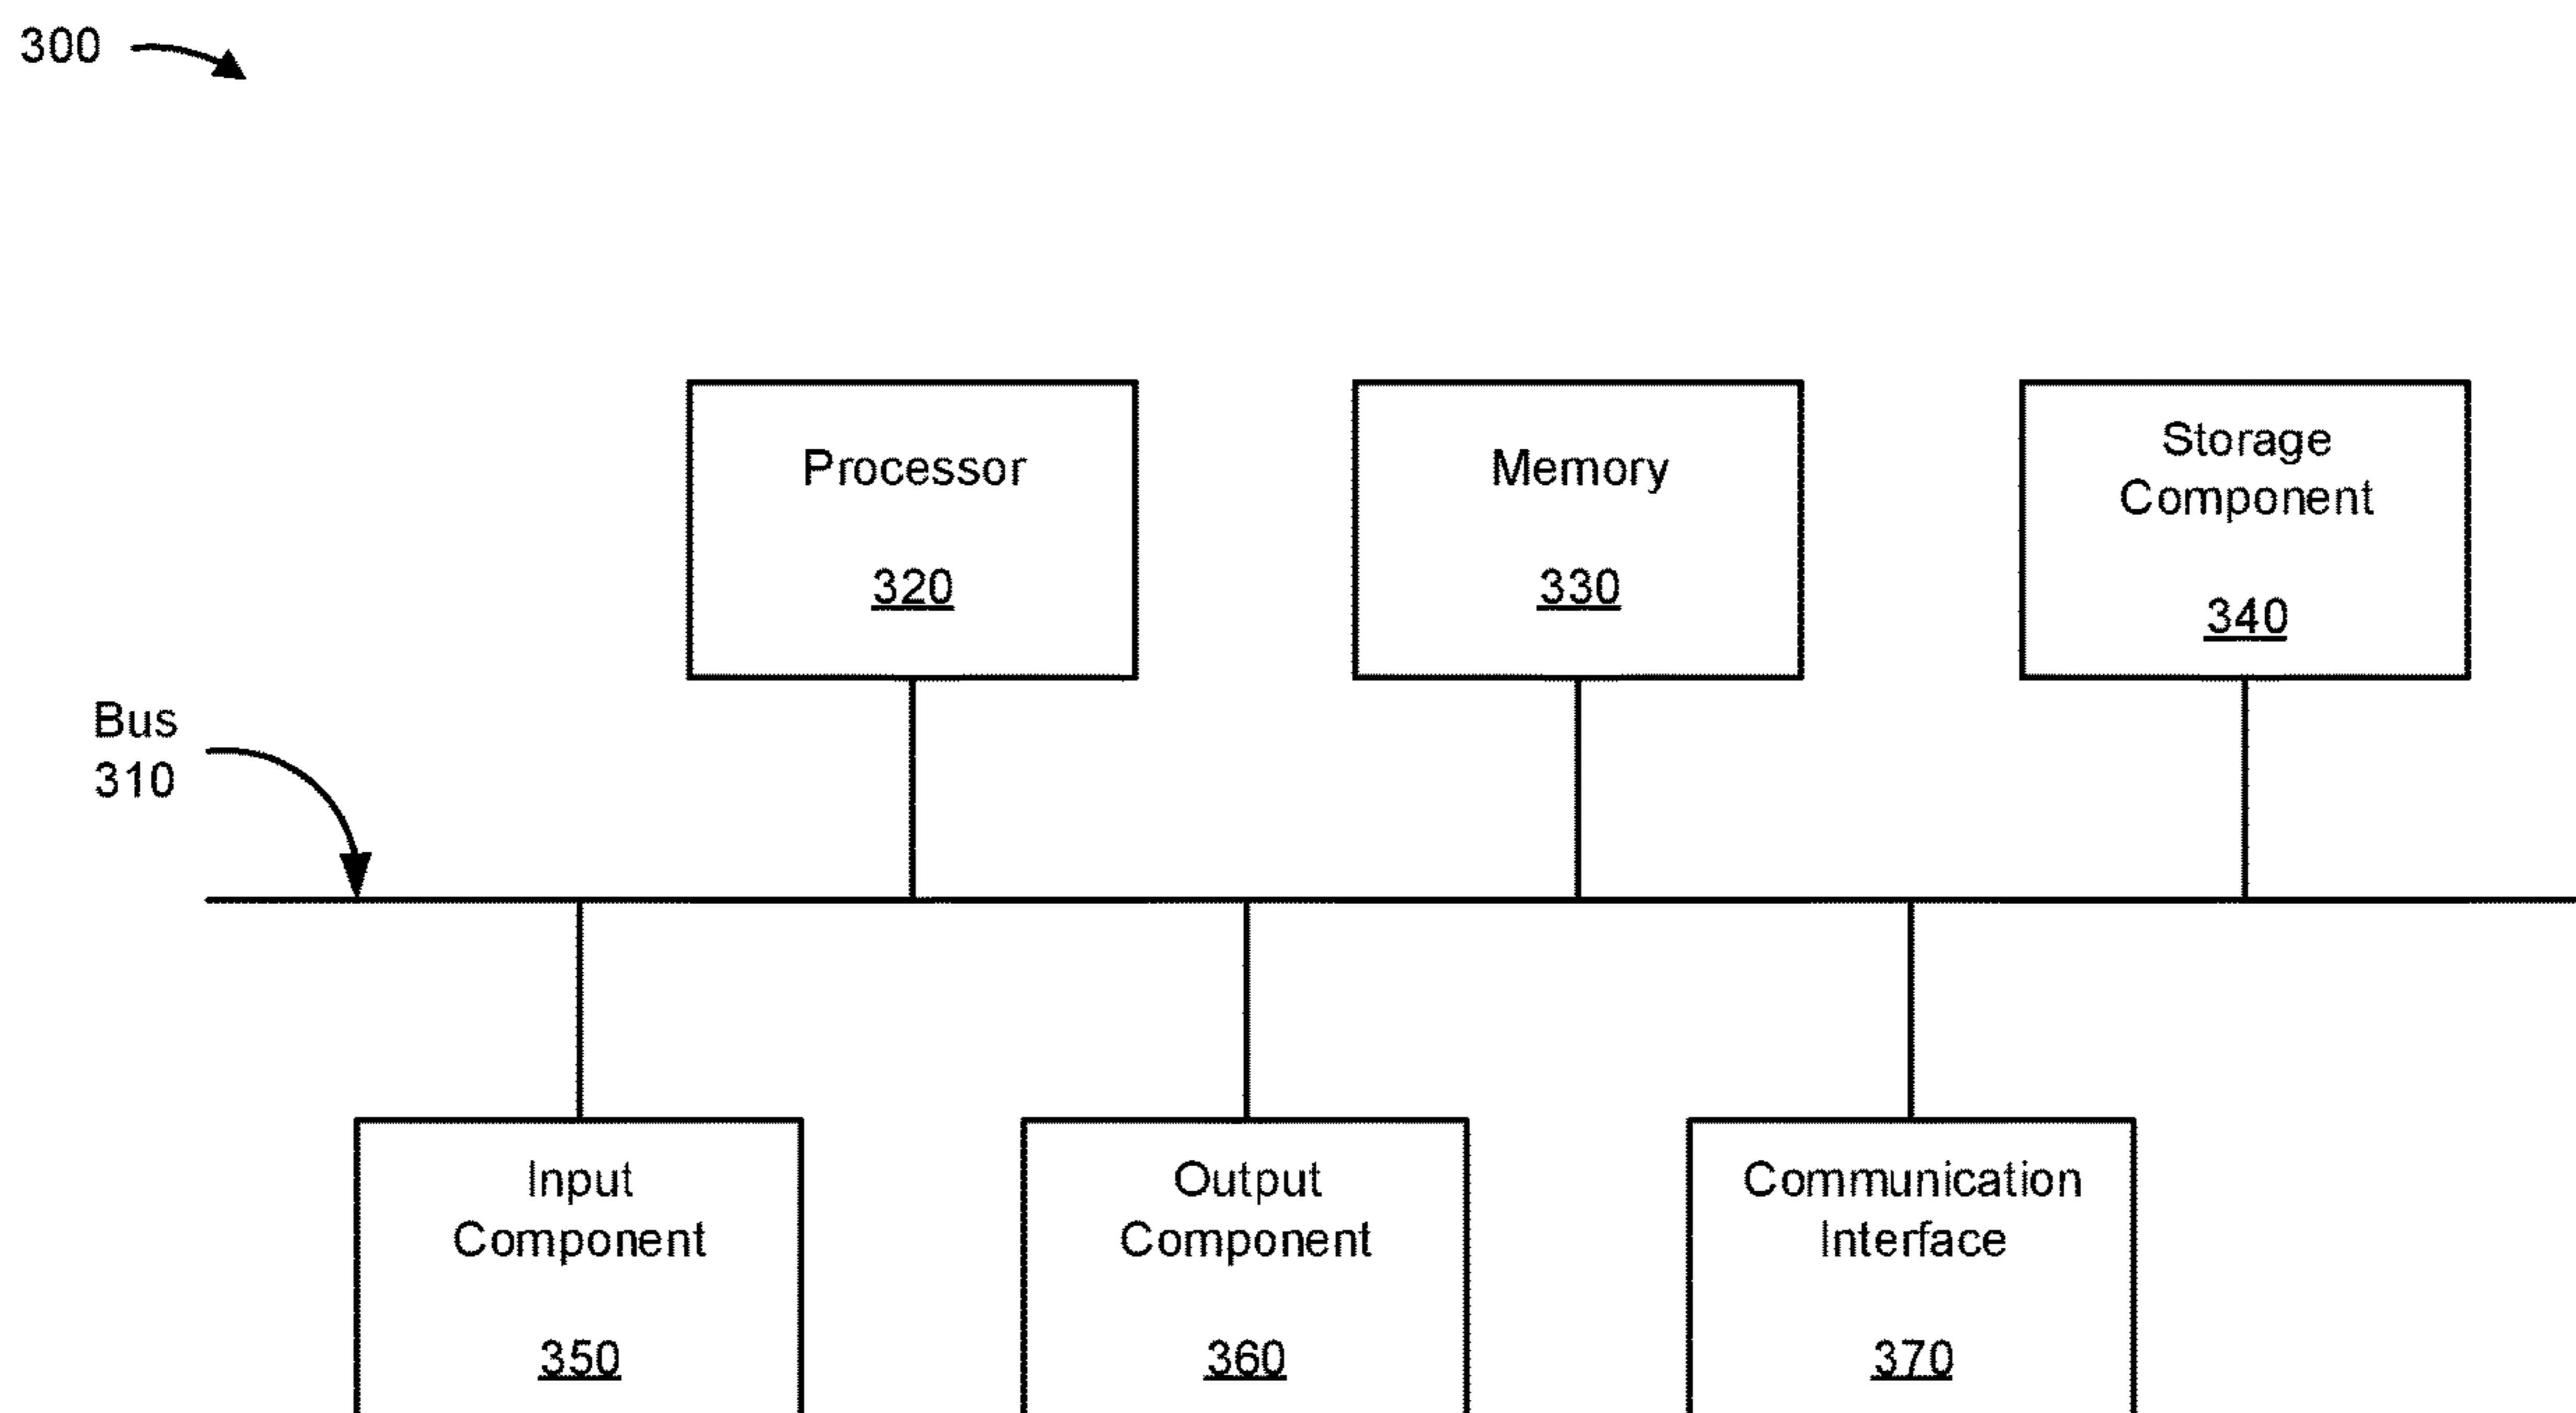 300
Processor
320
Memory
330
Storage
Component
340
Bus
310
Input
Component
350
Output
Component
360
Communication
Interface
370